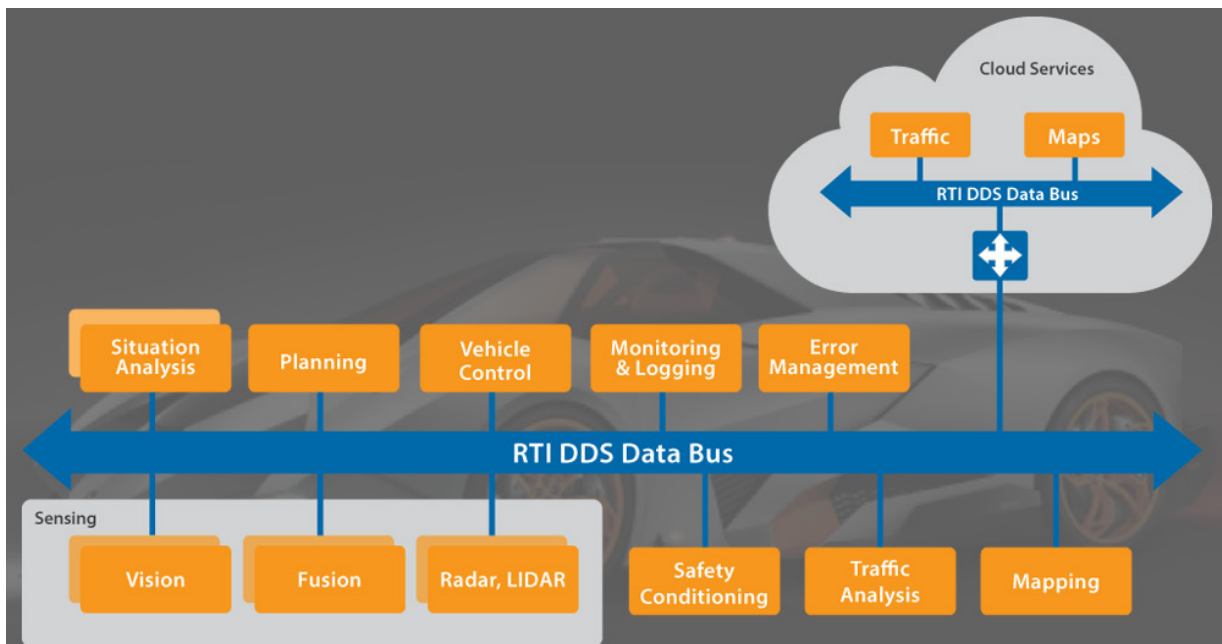 Cloud Services
Traffic
Maps
RTI DDS Data Bus
Situation
Analysis
Planning
Vehicle
Control
Monitoring
& Logging
Error
Management
RTI DDS Data Bus
Sensing
Vision
Fusion
Radar, LIDAR
Safety
Conditioning
Traffic
Analysis
Mapping